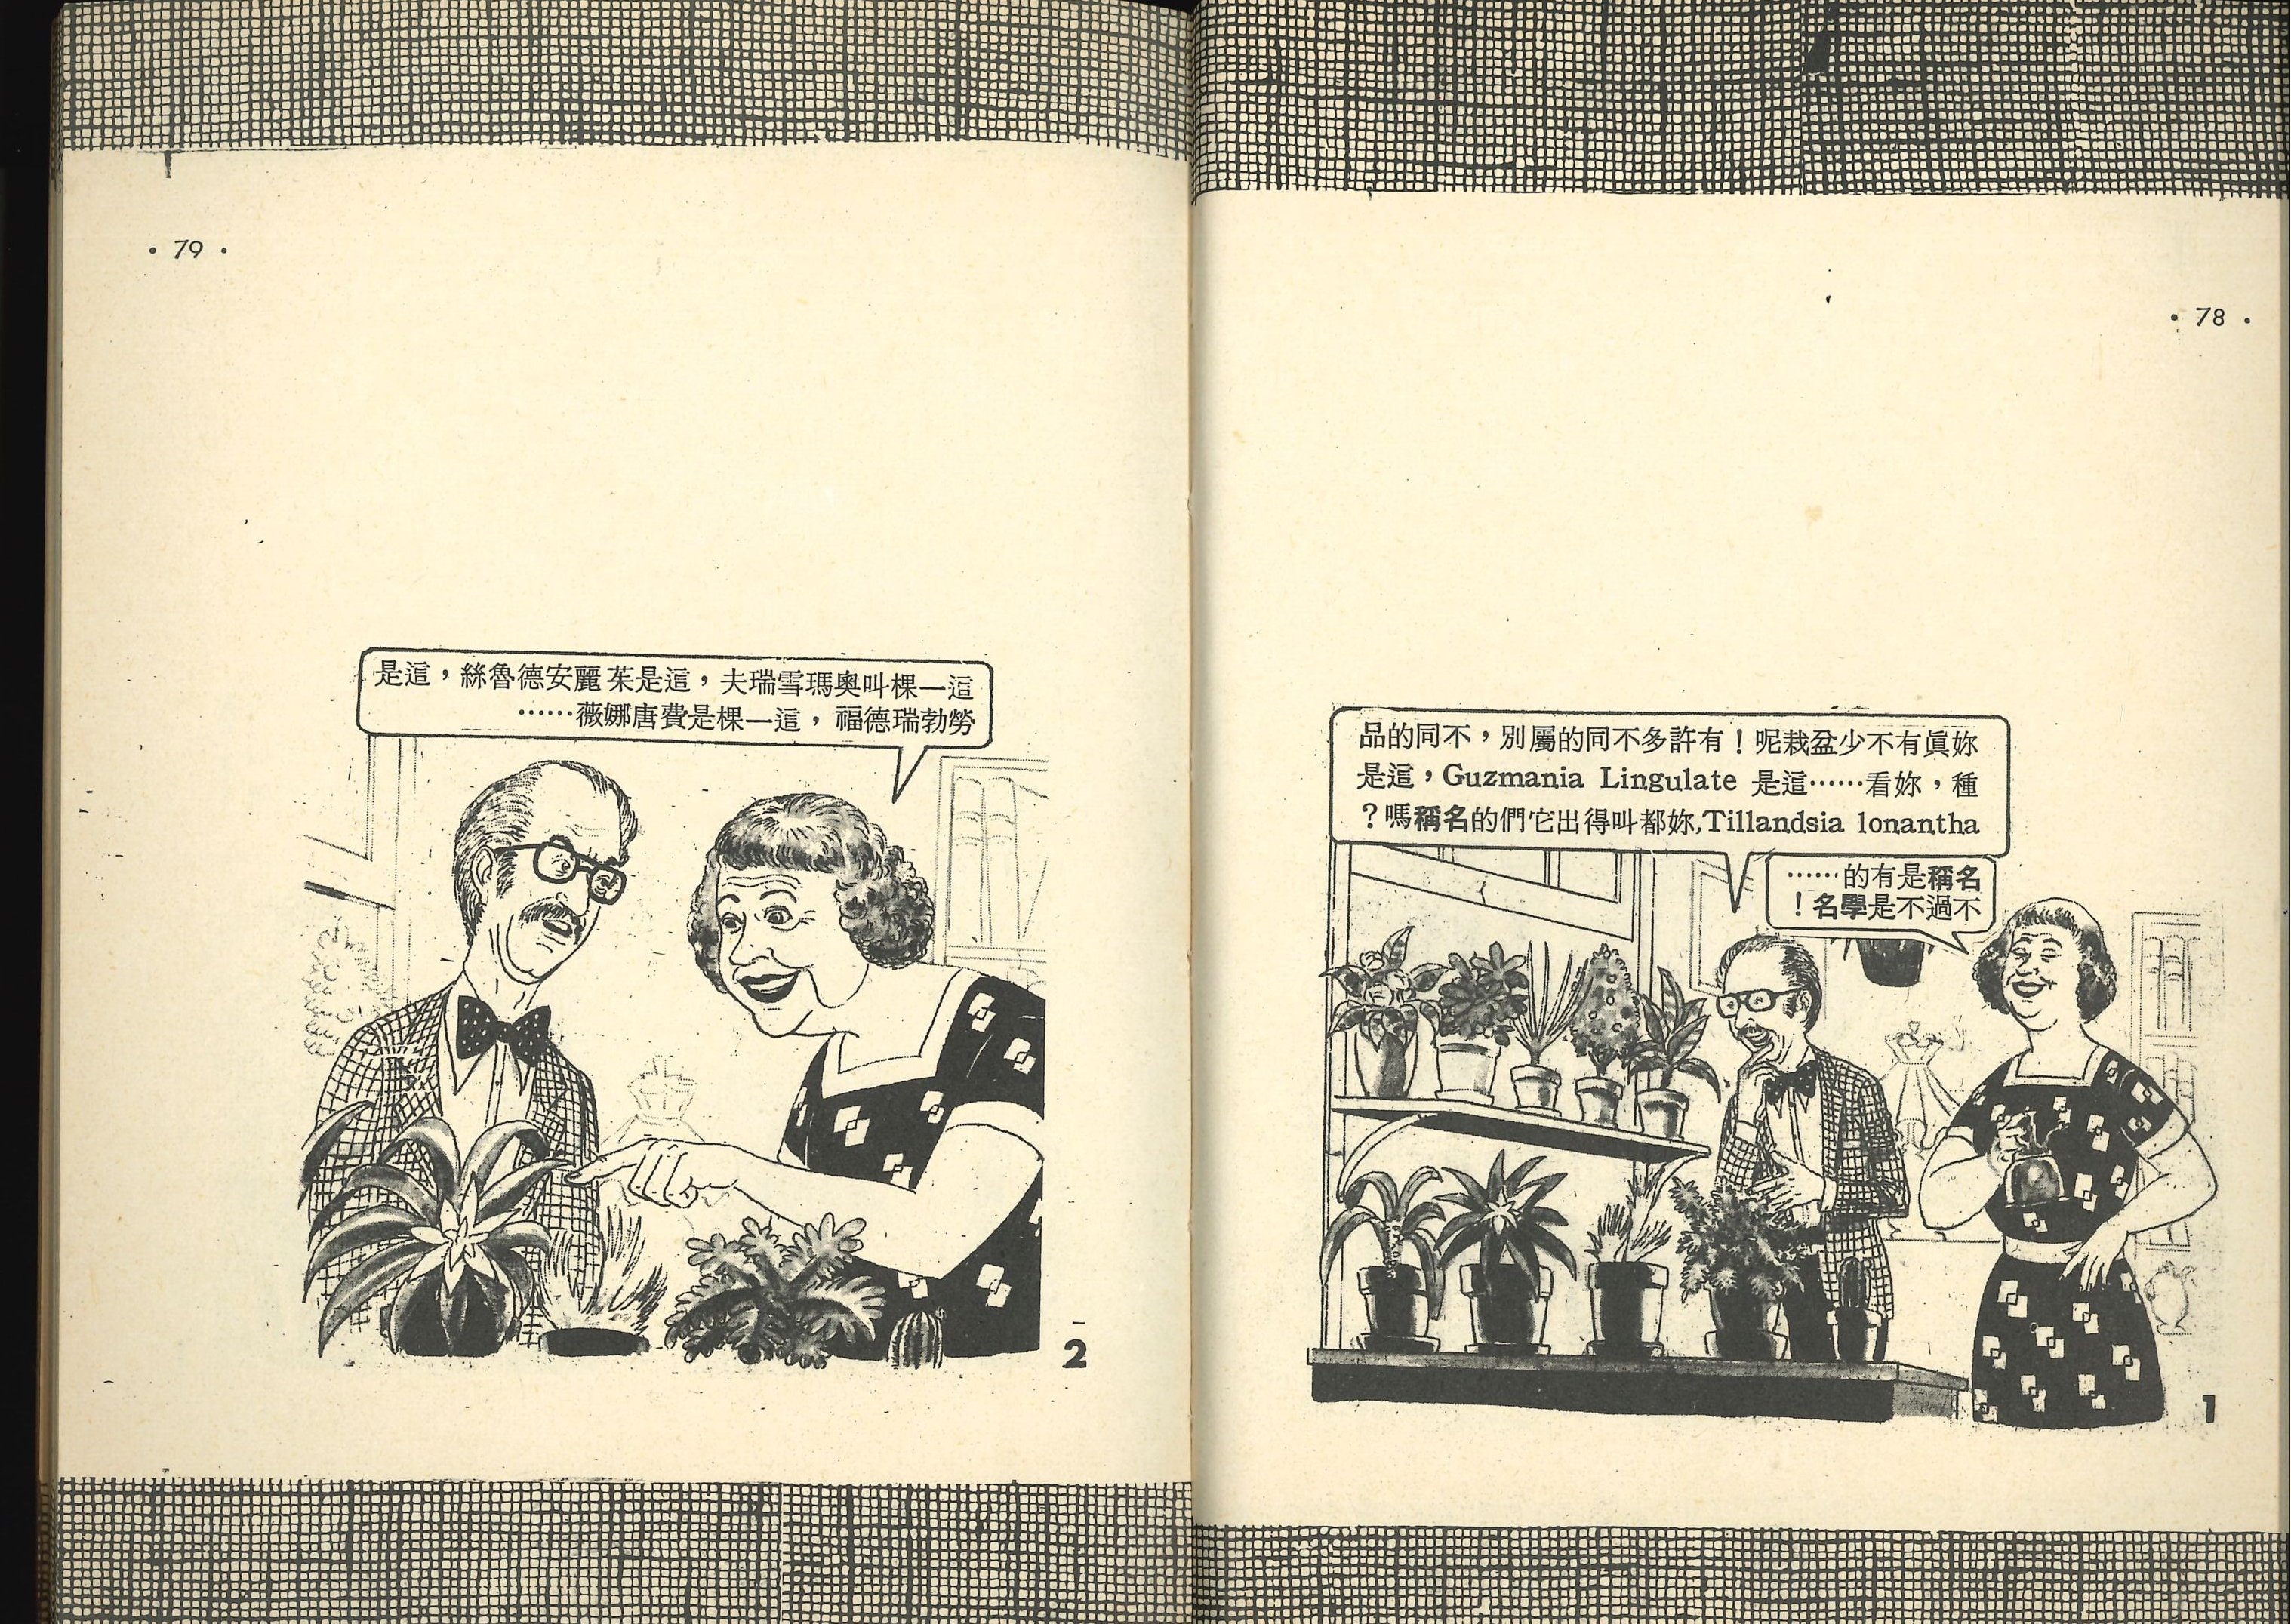 • 78 •
妳眞有不少盆栽呢！有許多不同的屬別，不同的品
種，妳看……這是 Guzmania Lingulate，這是
Tillandsia lonantha,妳都叫得出它們的名稱嗎？
名稱是有的……
不過不是學名！
1
• 79 •
這一棵叫奧瑪雪瑞夫，這是茱麗安德魯絲，這是
勞勃瑞德福，這一棵是費唐娜薇……
2